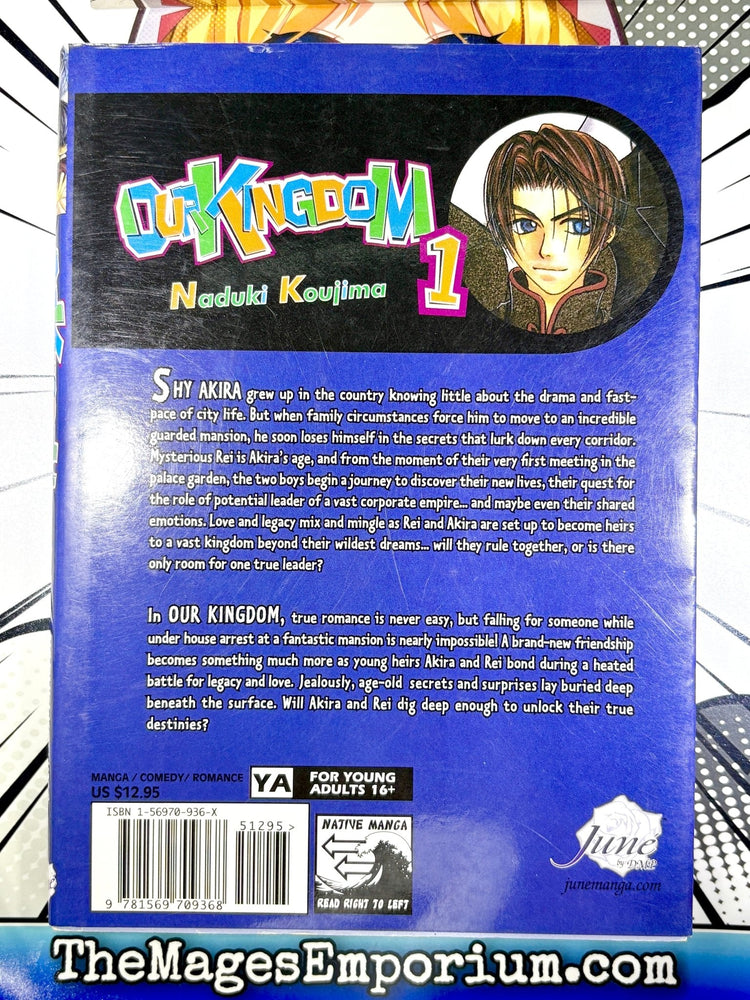 OUR KINGDOM 1
Naduki Koujima
SHY AKIRA grew up in the country knowing little about the drama and fast-
pace of city life. But when family circumstances force him to move to an incredible
guarded mansion, he soon loses himself in the secrets that lurk down every corridor.
Mysterious Rei is Akira's age, and from the moment of their very first meeting in the
palace garden, the two boys begin a journey to discover their new lives, their quest for
the role of potential leader of a vast corporate empire... and maybe even their shared
emotions. Love and legacy mix and mingle as Rei and Akira are set up to become heirs
to a vast kingdom beyond their wildest dreams... will they rule together, or is there
only room for one true leader?
In OUR KINGDOM, true romance is never easy, but falling for someone while
under house arrest at a fantastic mansion is nearly impossible! A brand-new friendship
becomes something much more as young heirs Akira and Rei bond during a heated
battle for legacy and love. Jealously, age-old secrets and surprises lay buried deep
beneath the surface. Will Akira and Rei dig deep enough to unlock their true
destinies?
MANGA / COMEDY/ ROMANCE
US $12.95
YA FOR YOUNG
ADULTS 16+
ISBN 1-56970-936-X
51295>
9 781569 709368
NATIVE MANGA
READ RIGHT TO LEFT
June
by DMP
junemanga.com
TheMagesEmporium.com